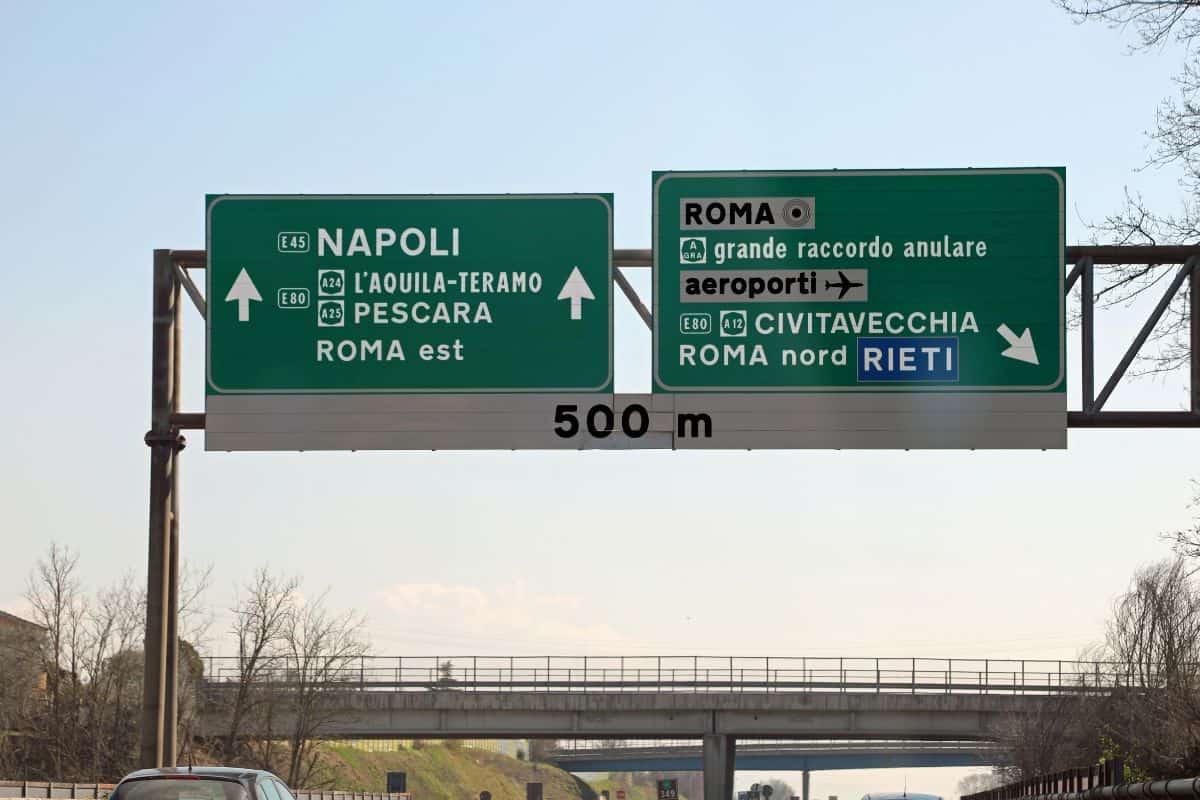 E45 NAPOLI
A24 L'AQUILA-TERAMO
E80
A25 PESCARA
ROMA est
ROMA
A GRA grande raccordo anulare
aeroporti
E80 A12 CIVITAVECCHIA
ROMA nord RIETI
500 m
349